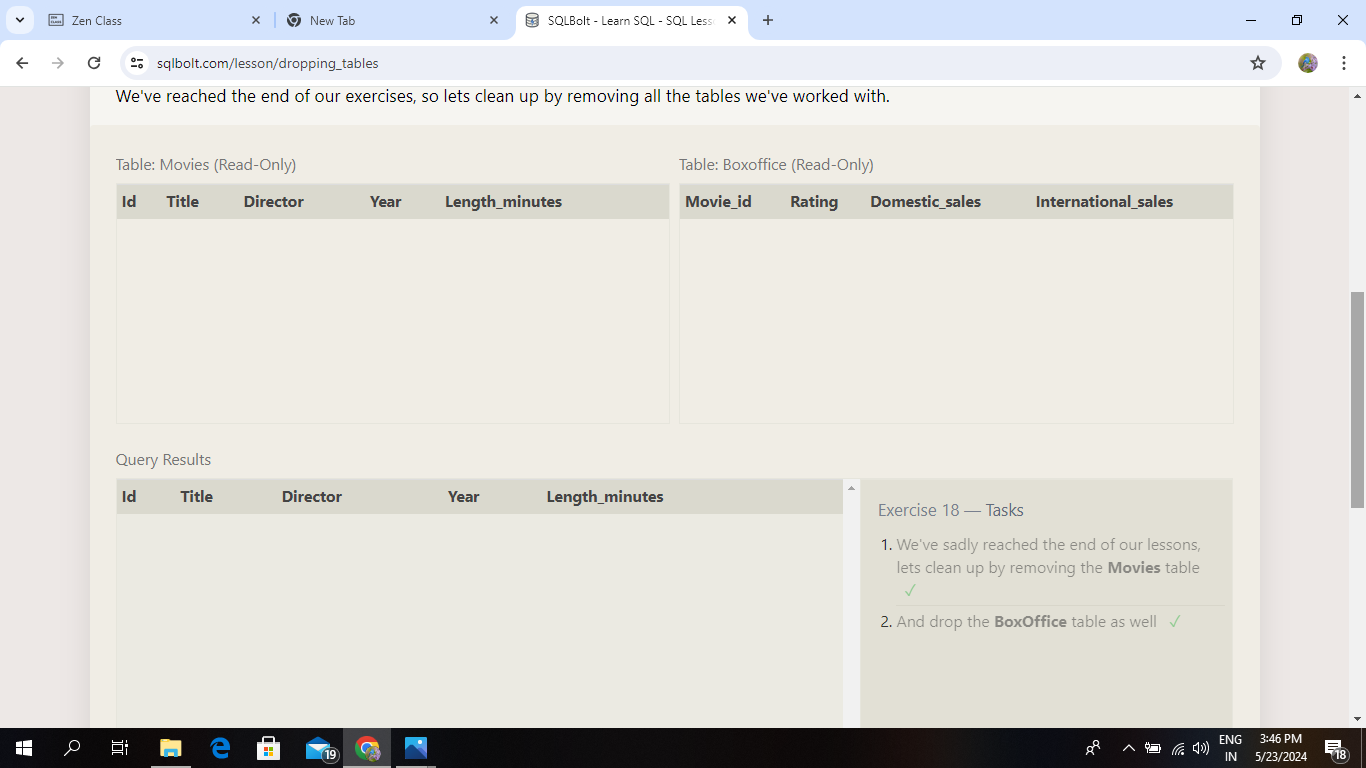 Zen Class
New Tab
SQLBolt - Learn SQL - SQL Less
sqlbolt.com/lesson/dropping_tables
We've reached the end of our exercises, so lets clean up by removing all the tables we've worked with.
Table: Movies (Read-Only)
Id Title Director Year Length_minutes
Table: Boxoffice (Read-Only)
Movie_id Rating Domestic_sales International_sales
Query Results
Id Title Director Year Length_minutes
Exercise 18 — Tasks
1. We've sadly reached the end of our lessons,
lets clean up by removing the Movies table
✓
2. And drop the BoxOffice table as well ✓
19
ENG
IN
3:46 PM
5/23/2024
18